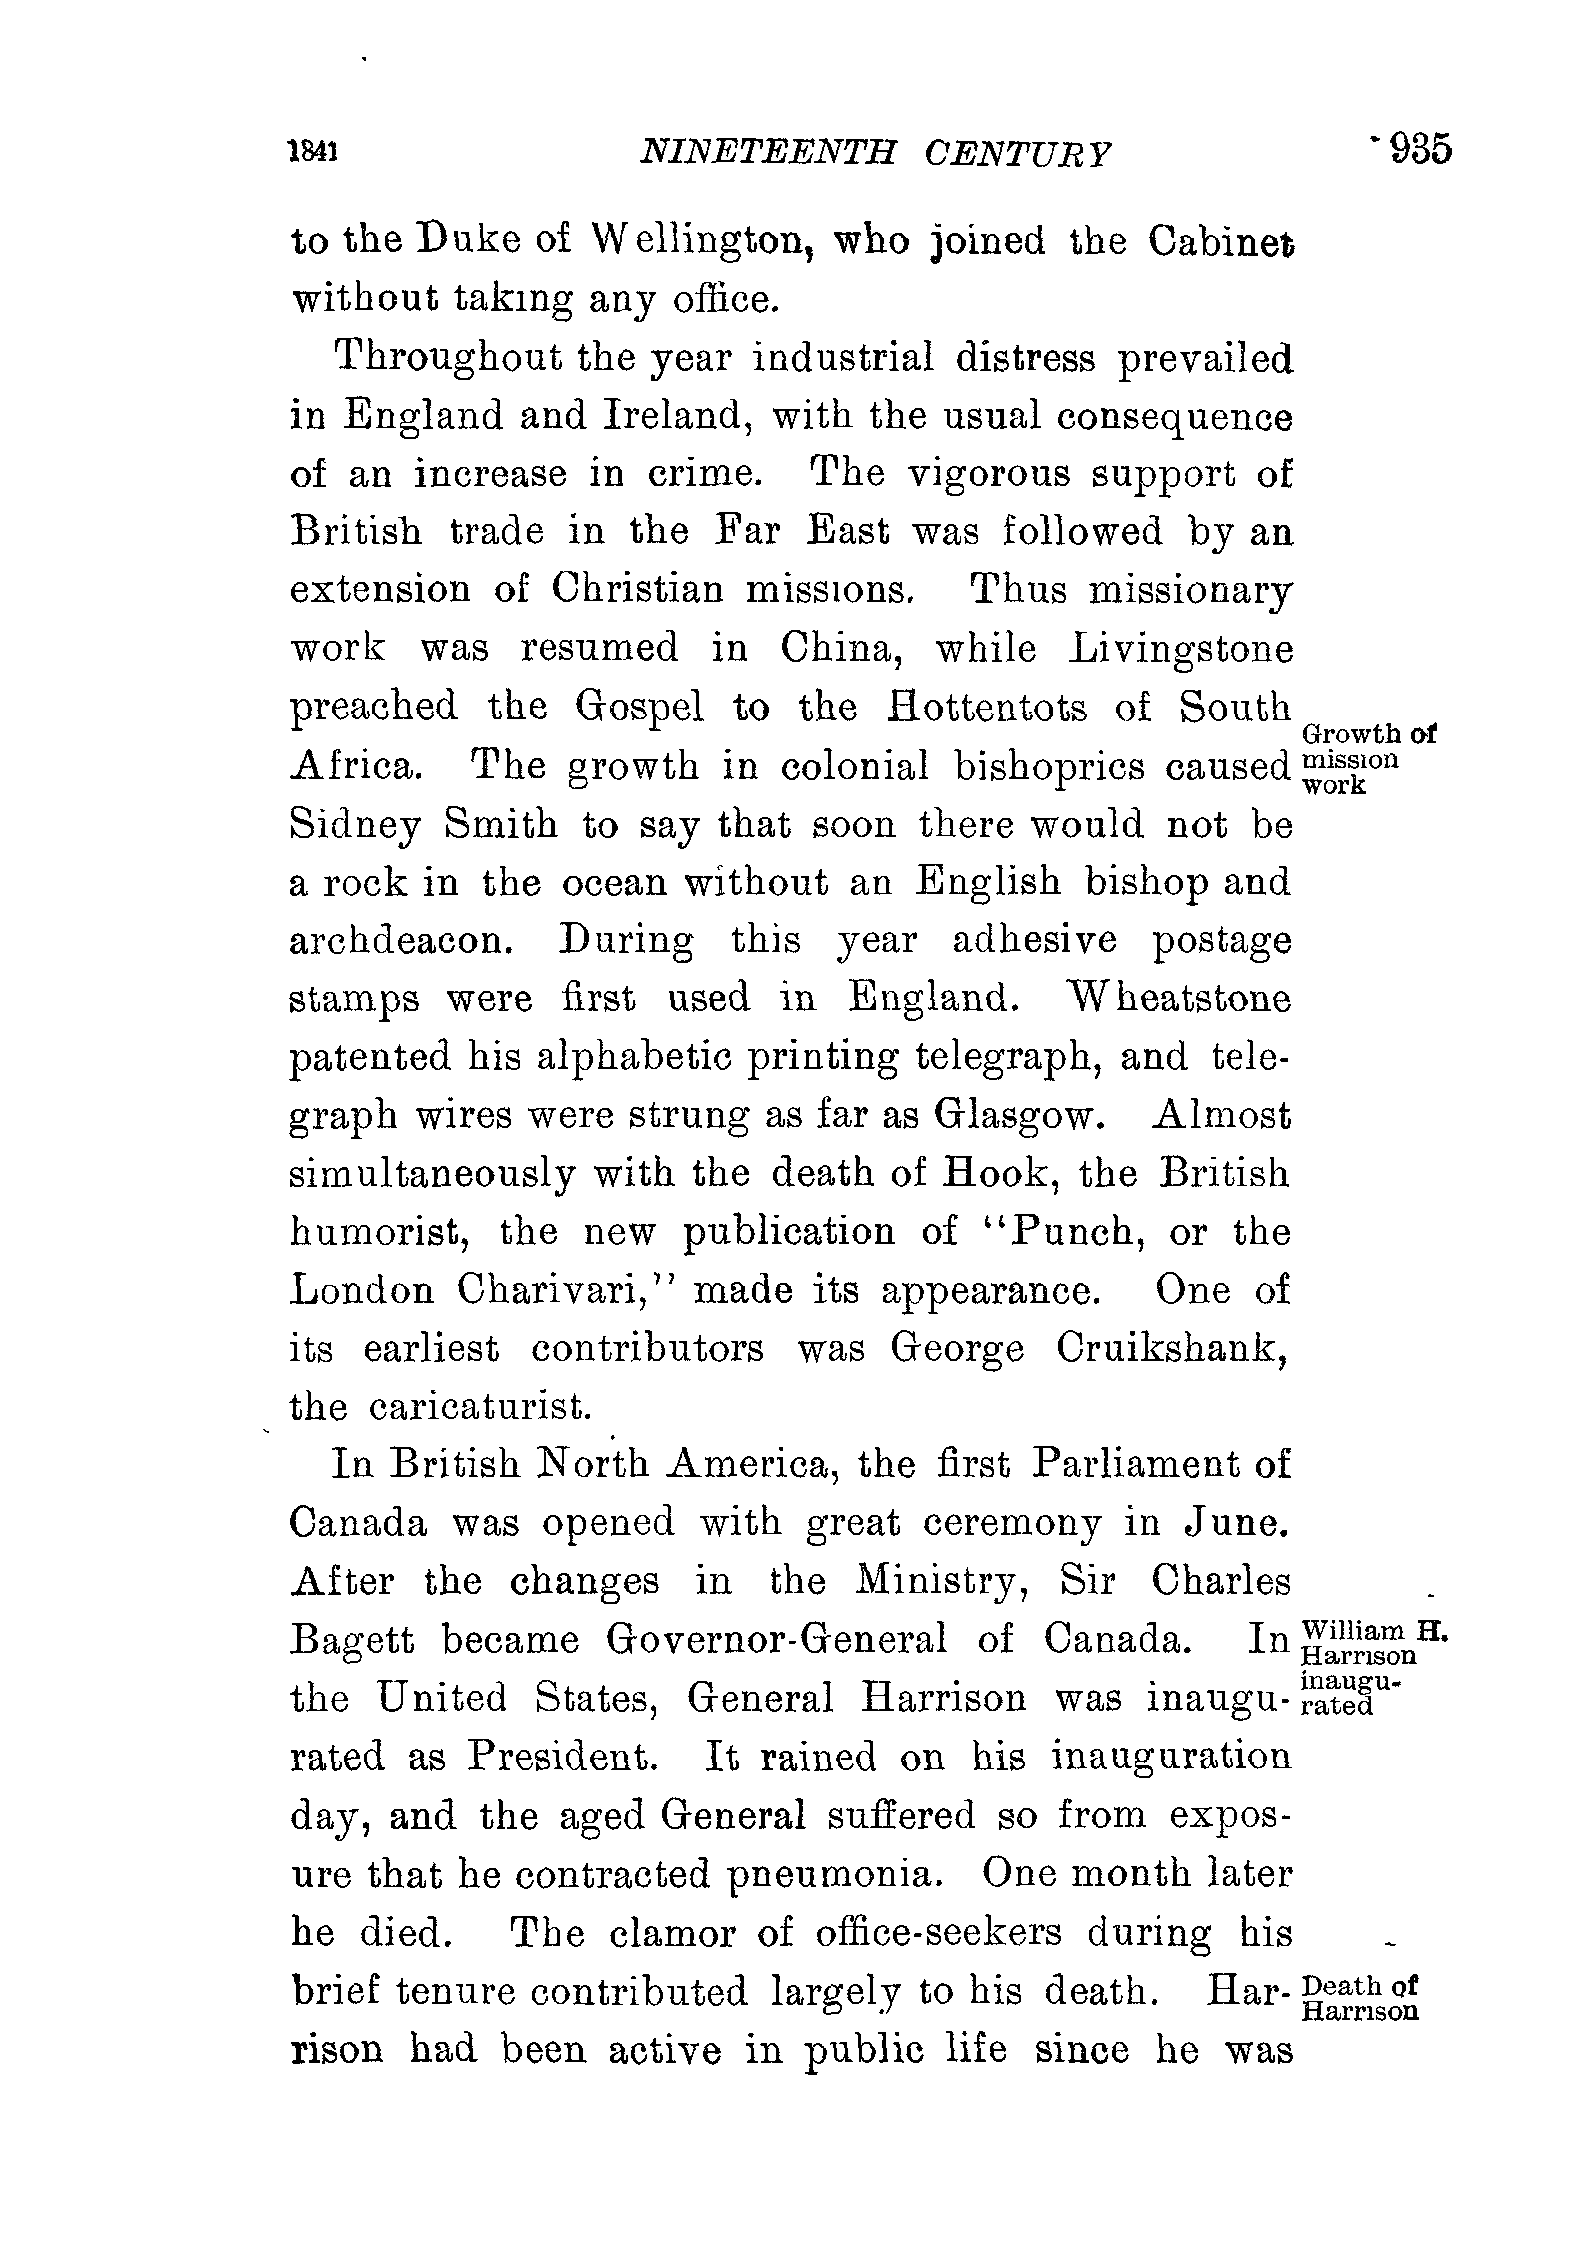 1841 NINETEENTH CENTURY 935
to the Duke of Wellington, who joined the Cabinet
without taking any office.
Throughout the year industrial distress prevailed
in England and Ireland, with the usual consequence
of an increase in crime. The vigorous support of
British trade in the Far East was followed by an
extension of Christian missions. Thus missionary
work was resumed in China, while Livingstone
preached the Gospel to the Hottentots of South
Africa. The growth in colonial bishoprics caused
Growth of
mission
work
Sidney Smith to say that soon there would not be
a rock in the ocean without an English bishop and
archdeacon. During this year adhesive postage
stamps were first used in England. Wheatstone
patented his alphabetic printing telegraph, and tele-
graph wires were strung as far as Glasgow. Almost
simultaneously with the death of Hook, the British
humorist, the new publication of "Punch, or the
London Charivari," made its appearance. One of
its earliest contributors was George Cruikshank,
the caricaturist.
In British North America, the first Parliament of
Canada was opened with great ceremony in June.
After the changes in the Ministry, Sir Charles
Bagett became Governor-General of Canada. In
the United States, General Harrison was inaugu-
William H.
Harrison
inaugu-
rated
rated as President. It rained on his inauguration
day, and the aged General suffered so from expos-
ure that he contracted pneumonia. One month later
he died. The clamor of office-seekers during his
brief tenure contributed largely to his death. Har-
Death of
Harrison
rison had been active in public life since he was